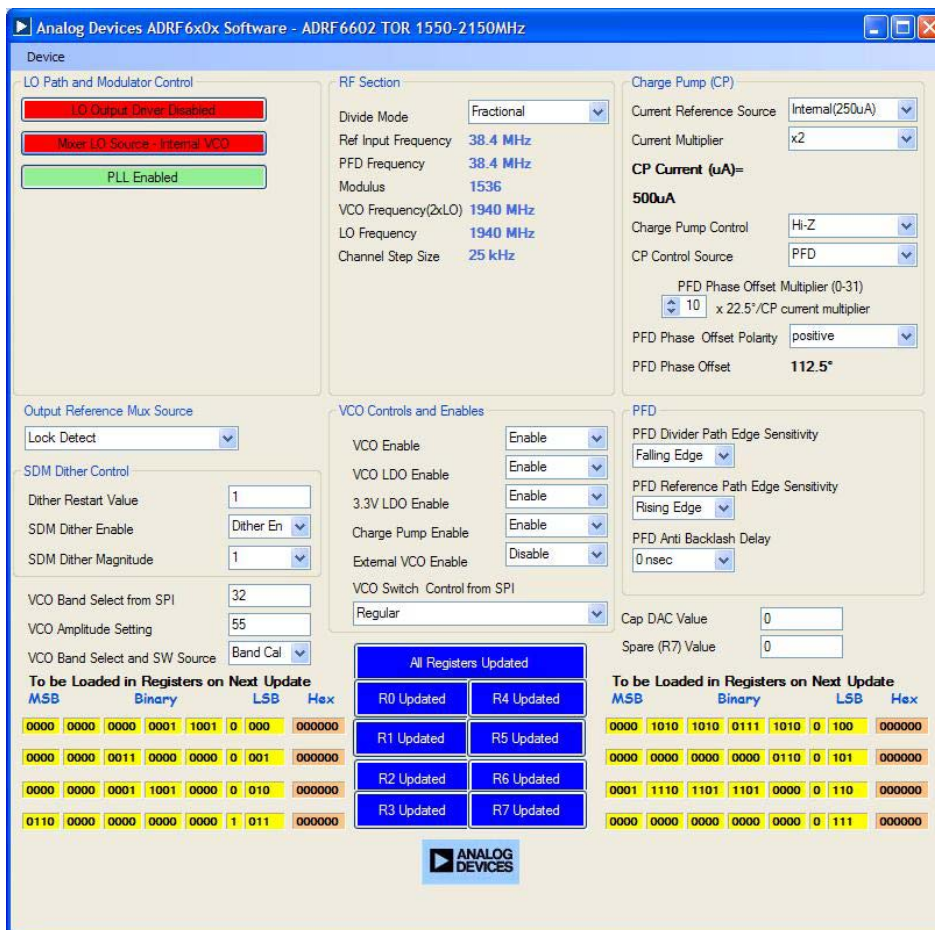 Analog Devices ADRF6x0x Software - ADRF6602 TOR 1550-2150MHz
Device
LO Path and Modulator Control
LO Output Driver Disabled
Mixer LO Source - Internal VCO
PLL Enabled
RF Section
Divide Mode Fractional
Ref Input Frequency 38.4 MHz
PFD Frequency 38.4 MHz
Modulus 1536
VCO Frequency(2xLO) 1940 MHz
LO Frequency 1940 MHz
Channel Step Size 25 kHz
Charge Pump (CP)
Current Reference Source Internal(250uA)
Current Multiplier x2
CP Current (uA)=
500uA
Charge Pump Control Hi-Z
CP Control Source PFD
PFD Phase Offset Multiplier (0-31)
10 x 22.5°/CP current multiplier
PFD Phase Offset Polarity positive
PFD Phase Offset 112.5°
Output Reference Mux Source
Lock Detect
SDM Dither Control
Dither Restart Value 1
SDM Dither Enable Dither En
SDM Dither Magnitude 1
VCO Band Select from SPI 32
VCO Amplitude Setting 55
VCO Band Select and SW Source Band Cal
VCO Controls and Enables
VCO Enable Enable
VCO LDO Enable Enable
3.3V LDO Enable Enable
Charge Pump Enable Enable
External VCO Enable Disable
VCO Switch Control from SPI
Regular
PFD
PFD Divider Path Edge Sensitivity
Falling Edge
PFD Reference Path Edge Sensitivity
Rising Edge
PFD Anti Backlash Delay
0 nsec
Cap DAC Value 0
Spare (R7) Value 0
To be Loaded in Registers on Next Update
MSB Binary LSB Hex
0000 0000 0000 0001 1001 0 000 000000
0000 0000 0011 0000 0000 0 001 000000
0000 0000 0001 1001 0000 0 010 000000
0110 0000 0000 0000 0000 1 011 000000
All Registers Updated
R0 Updated R4 Updated
R1 Updated R5 Updated
R2 Updated R6 Updated
R3 Updated R7 Updated
To be Loaded in Registers on Next Update
MSB Binary LSB Hex
0000 1010 1010 0111 1010 0 100 000000
0000 0000 0000 0000 0110 0 101 000000
0001 1110 1101 1101 0000 0 110 000000
0000 0000 0000 0000 0000 0 111 000000
ANALOG
DEVICES